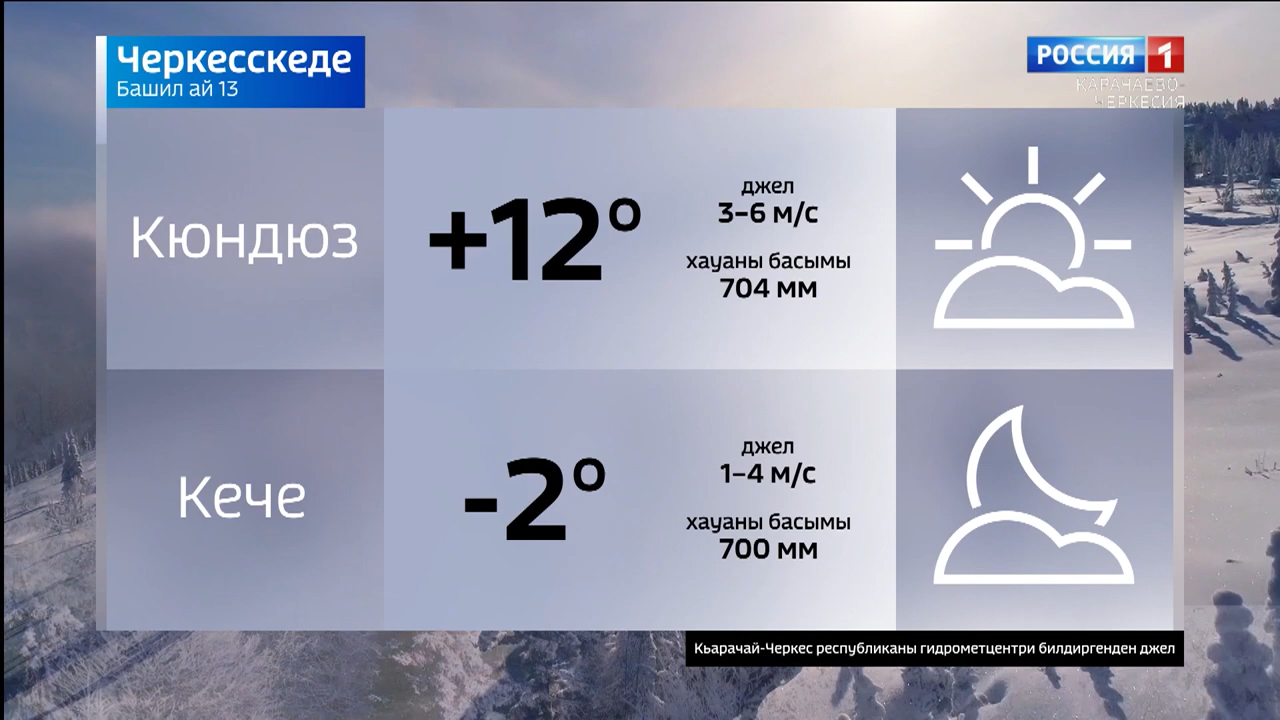 Черкесскеде
Башил ай 13
РОССИЯ 1
КАРАЧАЕВО-
ЧЕРКЕСИЯ
Кюндюз
+12°
джел
3-6 м/с
хауаны басымы
704 мм
Кече
-2°
джел
1-4 м/с
хауаны басымы
700 мм
Кьарачай-Черкес республиканы гидрометцентри билдиргенден джел